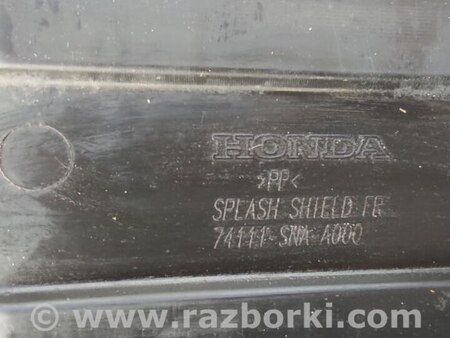 HONDA
>PP<
SPLASH SHIELD FR
74111-SNA-A000
© www.razborki.com